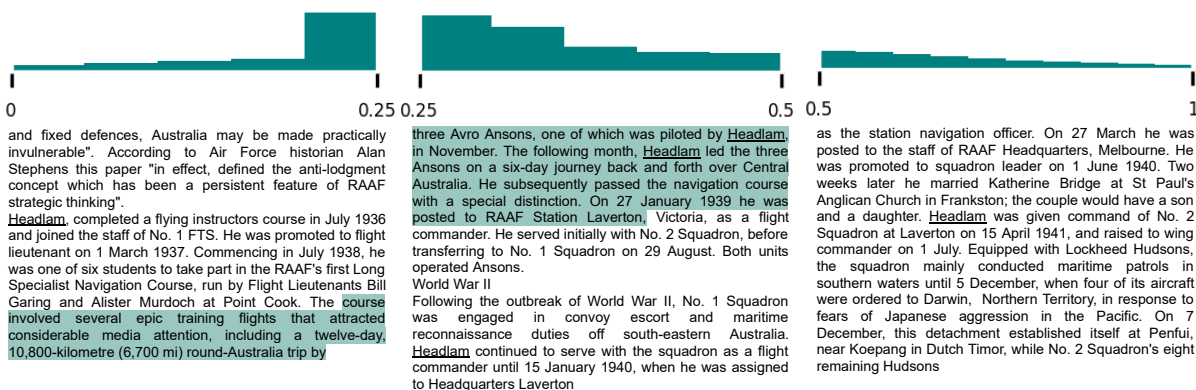 0
0.25
0.25
0.5
0.5
1
and fixed defences, Australia may be made practically
invulnerable". According to Air Force historian Alan
Stephens this paper "in effect, defined the anti-lodgment
concept which has been a persistent feature of RAAF
strategic thinking".
Headlam, completed a flying instructors course in July 1936
and joined the staff of No. 1 FTS. He was promoted to flight
lieutenant on 1 March 1937. Commencing in July 1938, he
was one of six students to take part in the RAAF's first Long
Specialist Navigation Course, run by Flight Lieutenants Bill
Garing and Alister Murdoch at Point Cook. The course
involved several epic training flights that attracted
considerable media attention, including a twelve-day,
10,800-kilometre (6,700 mi) round-Australia trip by
three Avro Ansons, one of which was piloted by Headlam,
in November. The following month, Headlam led the three
Ansons on a six-day journey back and forth over Central
Australia. He subsequently passed the navigation course
with a special distinction. On 27 January 1939 he was
posted to RAAF Station Laverton, Victoria, as a flight
commander. He served initially with No. 2 Squadron, before
transferring to No. 1 Squadron on 29 August. Both units
operated Ansons.
World War II
Following the outbreak of World War II, No. 1 Squadron
was engaged in convoy escort and maritime
reconnaissance duties off south-eastern Australia.
Headlam continued to serve with the squadron as a flight
commander until 15 January 1940, when he was assigned
to Headquarters Laverton
as the station navigation officer. On 27 March he was
posted to the staff of RAAF Headquarters, Melbourne. He
was promoted to squadron leader on 1 June 1940. Two
weeks later he married Katherine Bridge at St Paul's
Anglican Church in Frankston; the couple would have a son
and a daughter. Headlam was given command of No. 2
Squadron at Laverton on 15 April 1941, and raised to wing
commander on 1 July. Equipped with Lockheed Hudsons,
the squadron mainly conducted maritime patrols in
southern waters until 5 December, when four of its aircraft
were ordered to Darwin, Northern Territory, in response to
fears of Japanese aggression in the Pacific. On 7
December, this detachment established itself at Penfui,
near Koepang in Dutch Timor, while No. 2 Squadron's eight
remaining Hudsons